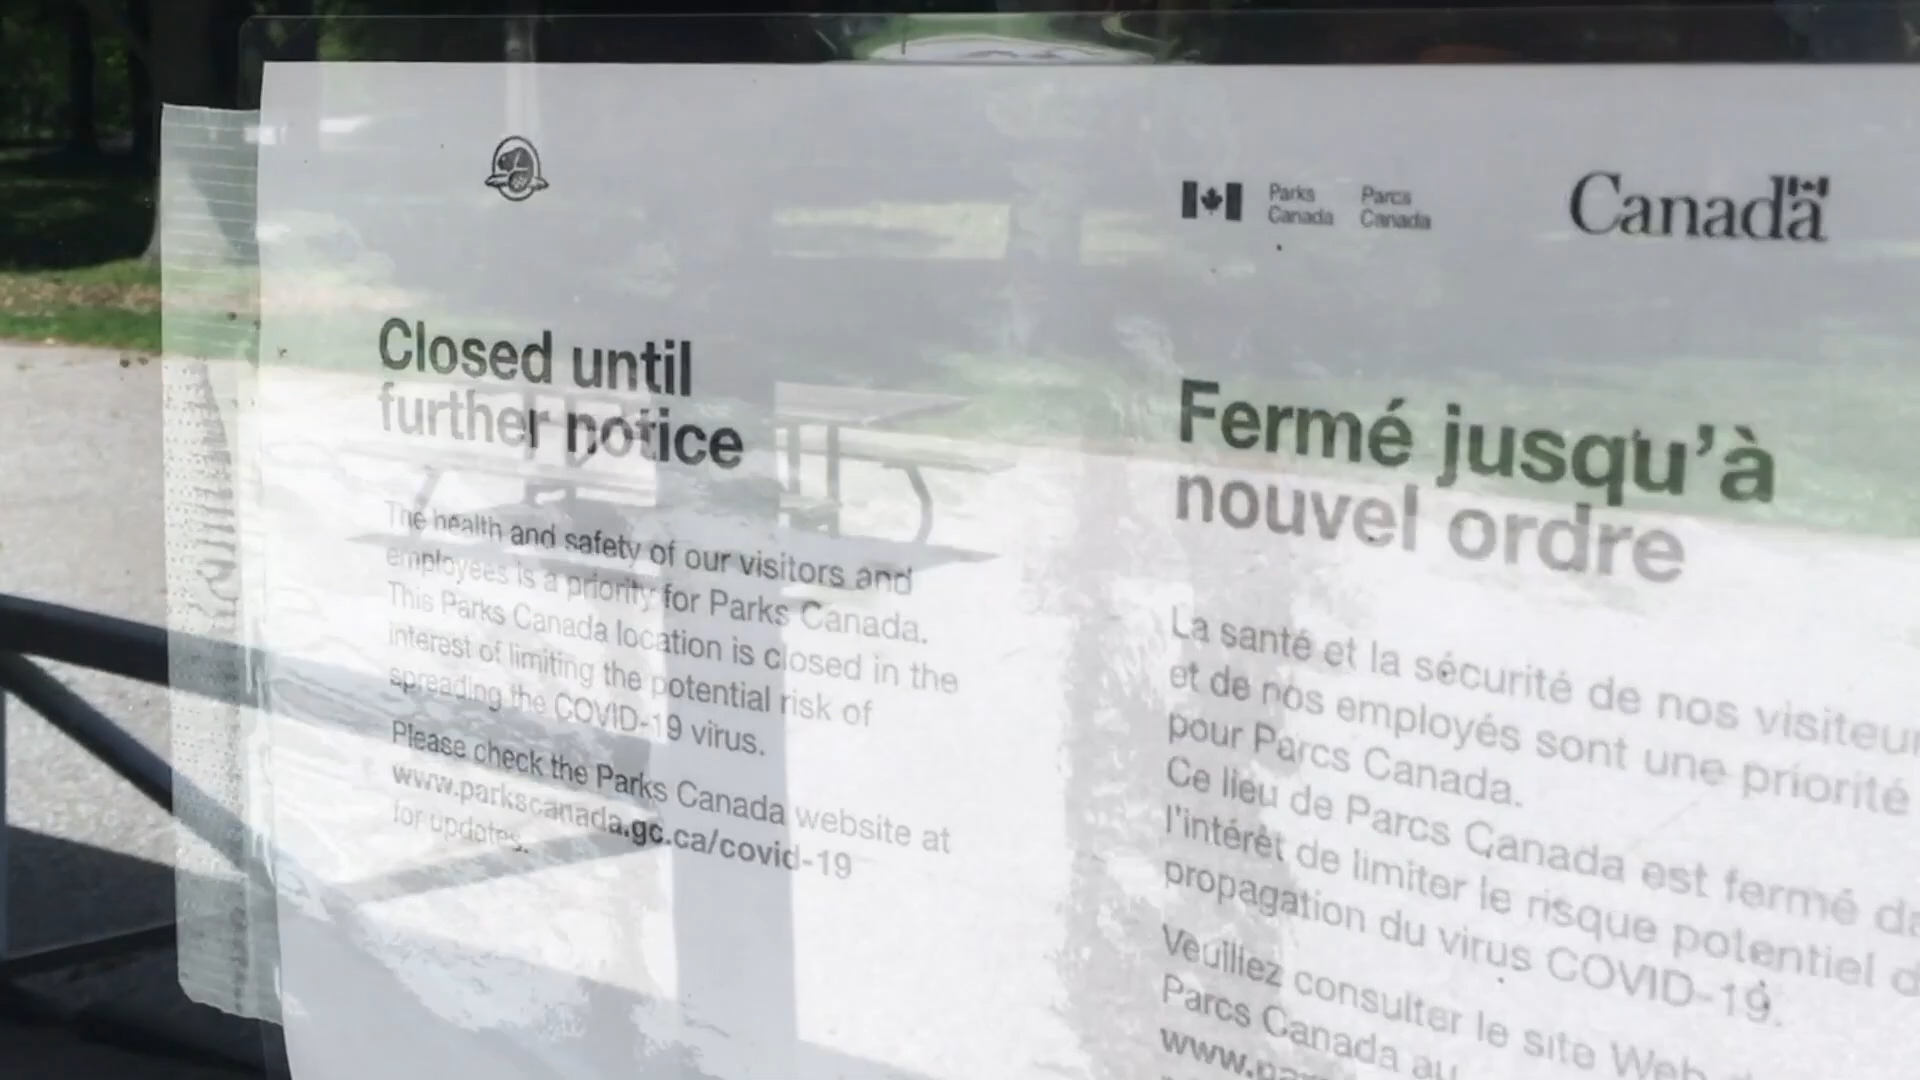 Parks Canada
Parcs Canada
Canada
Closed until
further notice
The health and safety of our visitors and
employees is a priority for Parks Canada.
This Parks Canada location is closed in the
interest of limiting the potential risk of
spreading the COVID-19 virus.
Please check the Parks Canada website at
www.parkscanada.gc.ca/covid-19
for updates.
Fermé jusqu'à
nouvel ordre
La santé et la sécurité de nos visiteur
et de nos employés sont une priorité
pour Parcs Canada.
Ce lieu de Parcs Canada est fermé da
l'intérêt de limiter le risque potentiel d
propagation du virus COVID-19.
Veuillez consulter le site Web
Parcs Canada au